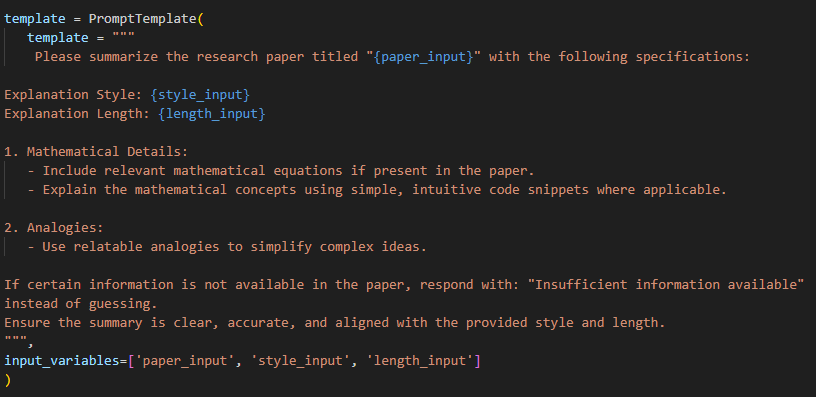 template = PromptTemplate(
template = """
Please summarize the research paper titled "{paper_input}" with the following specifications:
Explanation Style: {style_input}
Explanation Length: {length_input}
1. Mathematical Details:
- Include relevant mathematical equations if present in the paper.
- Explain the mathematical concepts using simple, intuitive code snippets where applicable.
2. Analogies:
- Use relatable analogies to simplify complex ideas.
If certain information is not available in the paper, respond with: "Insufficient information available"
instead of guessing.
Ensure the summary is clear, accurate, and aligned with the provided style and length.
""",
input_variables=['paper_input', 'style_input', 'length_input']
)